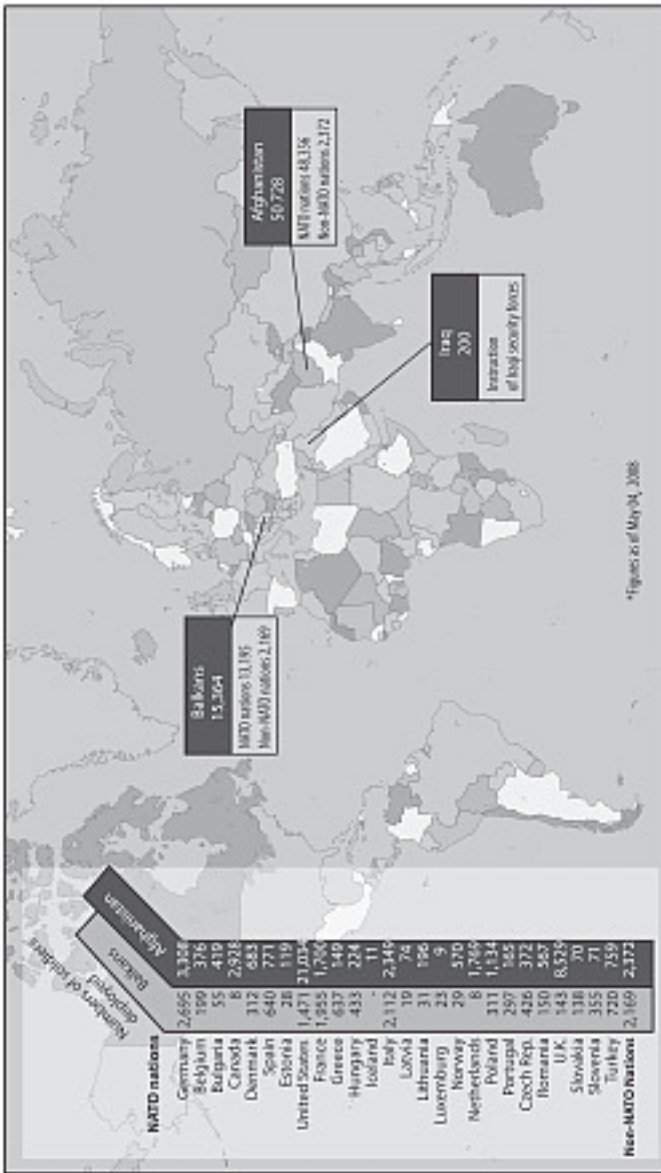 Numbers of soldiers
deployed
Balkans
Afghanistan
NATO nations
Germany 2,695 3,308
Belgium 199 376
Bulgaria 55 419
Canada 8 2,928
Denmark 312 683
Spain 640 771
Estonia 28 119
United States 1,471 21,034
France 1,955 1,700
Greece 637 149
Hungary 433 224
Iceland - 11
Italy 2,112 2,349
Latvia 19 74
Lithuania 31 196
Luxemburg 23 9
Norway 29 570
Netherlands 8 1,769
Poland 311 1,134
Portugal 297 165
Czech Rep. 426 372
Romania 150 567
U.K. 143 8,529
Slovakia 138 70
Slovenia 355 71
Turkey 720 759
Non-NATO Nations 2,169 2,372
Balkans
15,364
NATO nations 13,195
Non-NATO nations 2,169
Afghanistan
50 728
NATO nations 48,356
Non-NATO nations 2,372
Iraq
200
Instruction
of Iraqi security forces
*Figures as of May 04, 2008